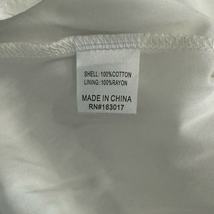 SHELL: 100%COTTON
LINING: 100%RAYON
MADE IN CHINA
RN#163017